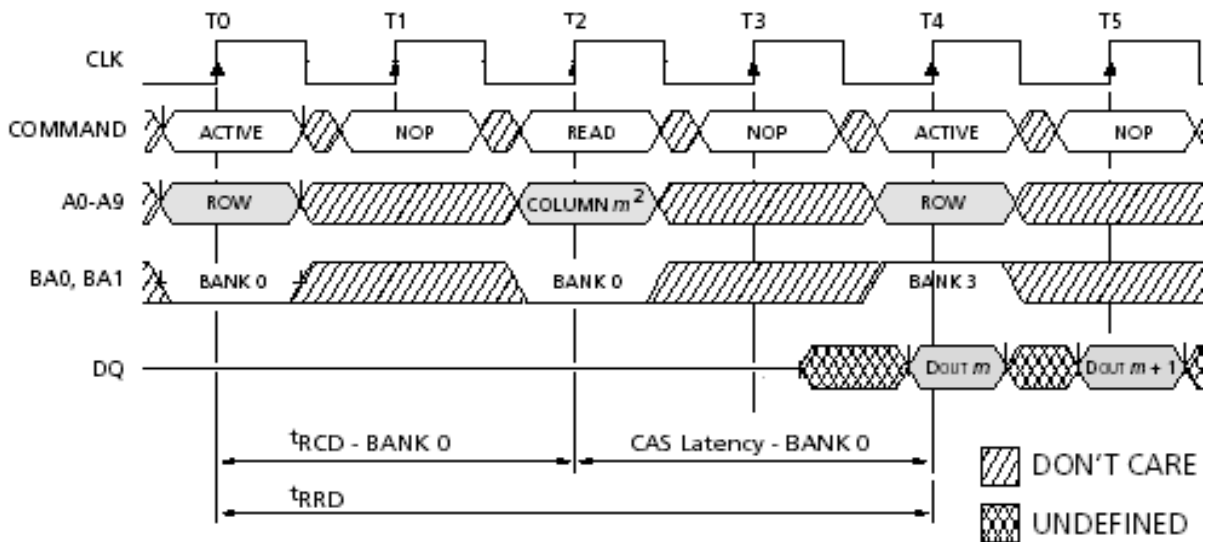 T0 T1 T2 T3 T4 T5
CLK
COMMAND ACTIVE NOP READ NOP ACTIVE NOP
A0-A9 ROW COLUMN m² ROW
BA0, BA1 BANK 0 BANK 0 BANK 3
DQ DOUT m DOUT m + 1
tRCD - BANK 0 CAS Latency - BANK 0
DON'T CARE
tRRD
UNDEFINED